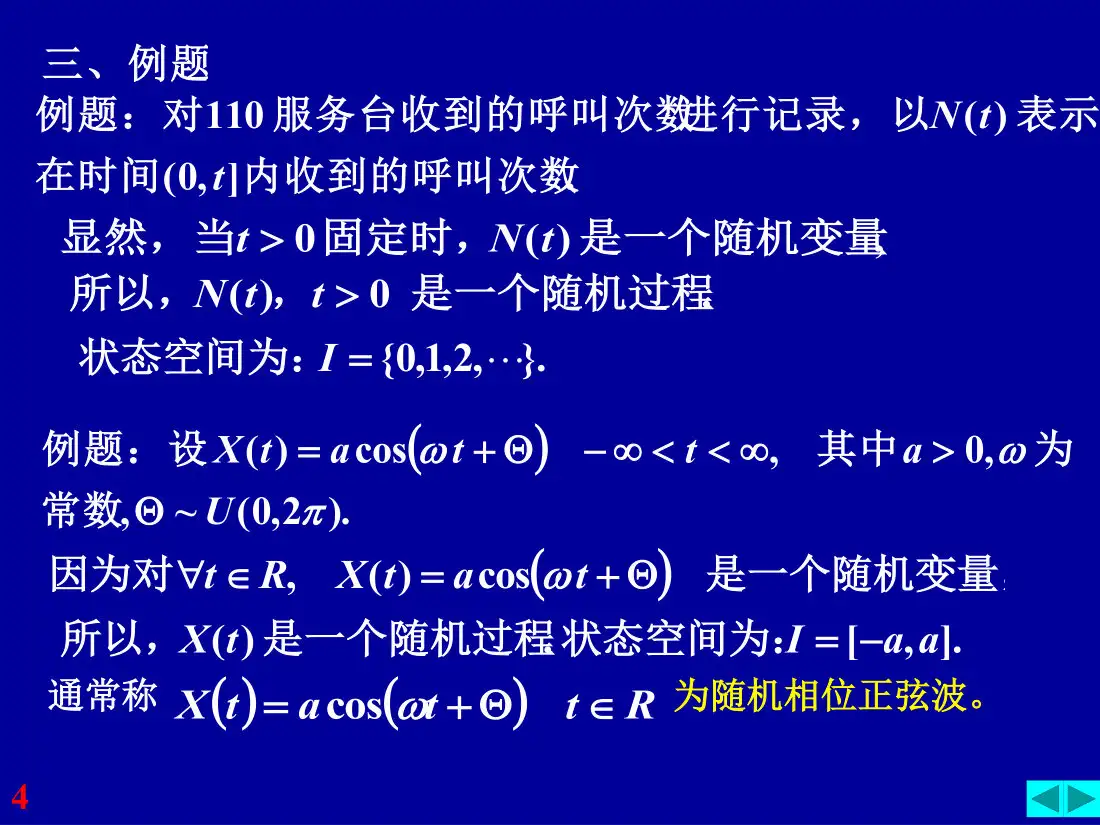 三、例题
例题：对110服务台收到的呼叫次数进行记录，以N(t)表示
在时间(0,t]内收到的呼叫次数.
显然，当t > 0固定时，N(t)是一个随机变量,
所以，N(t)，t > 0 是一个随机过程.
状态空间为：I = {0,1,2,⋯}.
例题：设X(t) = a cos(ω t + Θ) −∞ < t < ∞, 其中a > 0,ω为
常数,Θ ~ U(0,2π).
因为对∀t ∈ R, X(t) = a cos(ω t + Θ) 是一个随机变量,
所以，X(t)是一个随机过程.状态空间为：I = [−a, a].
通常称 X(t) = a cos(ωt + Θ) t ∈ R 为随机相位正弦波。
4